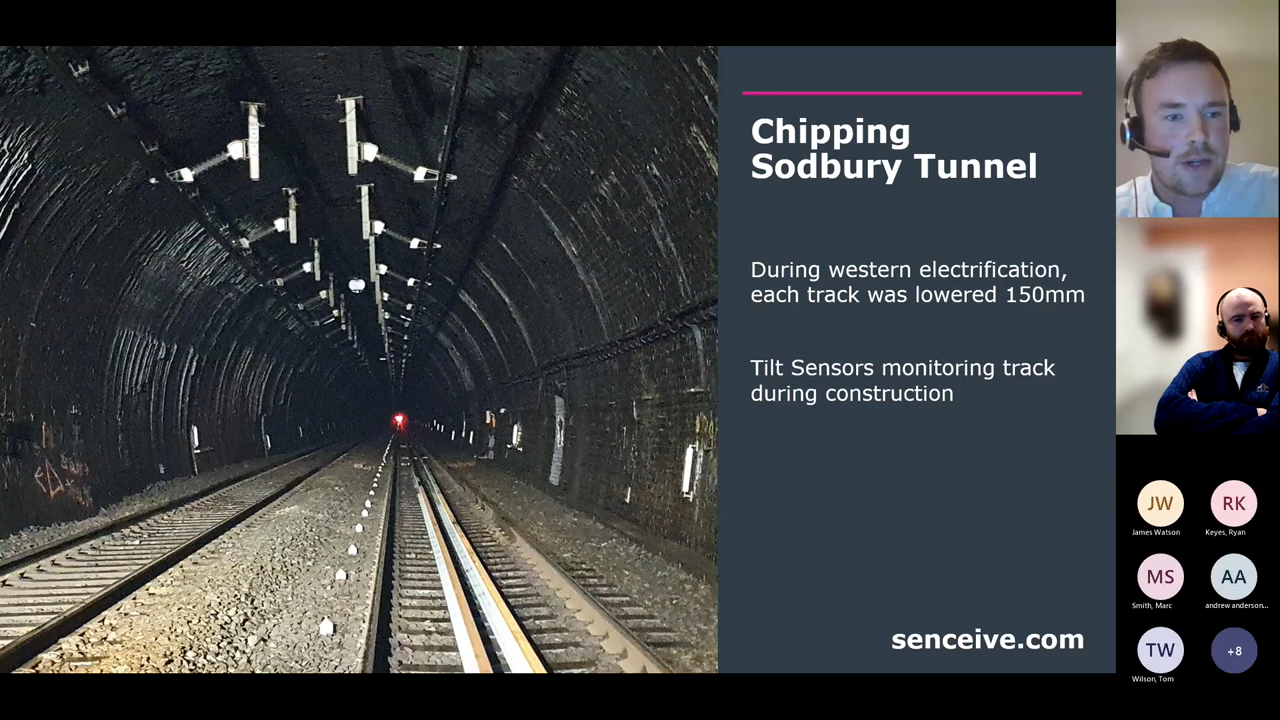 Chipping
Sodbury Tunnel
During western electrification,
each track was lowered 150mm
Tilt Sensors monitoring track
during construction
senceive.com
JW
RK
James Watson
Keyes, Ryan
MS
AA
Smith, Marc
andrew anderson...
TW
+8
Wilson, Tom